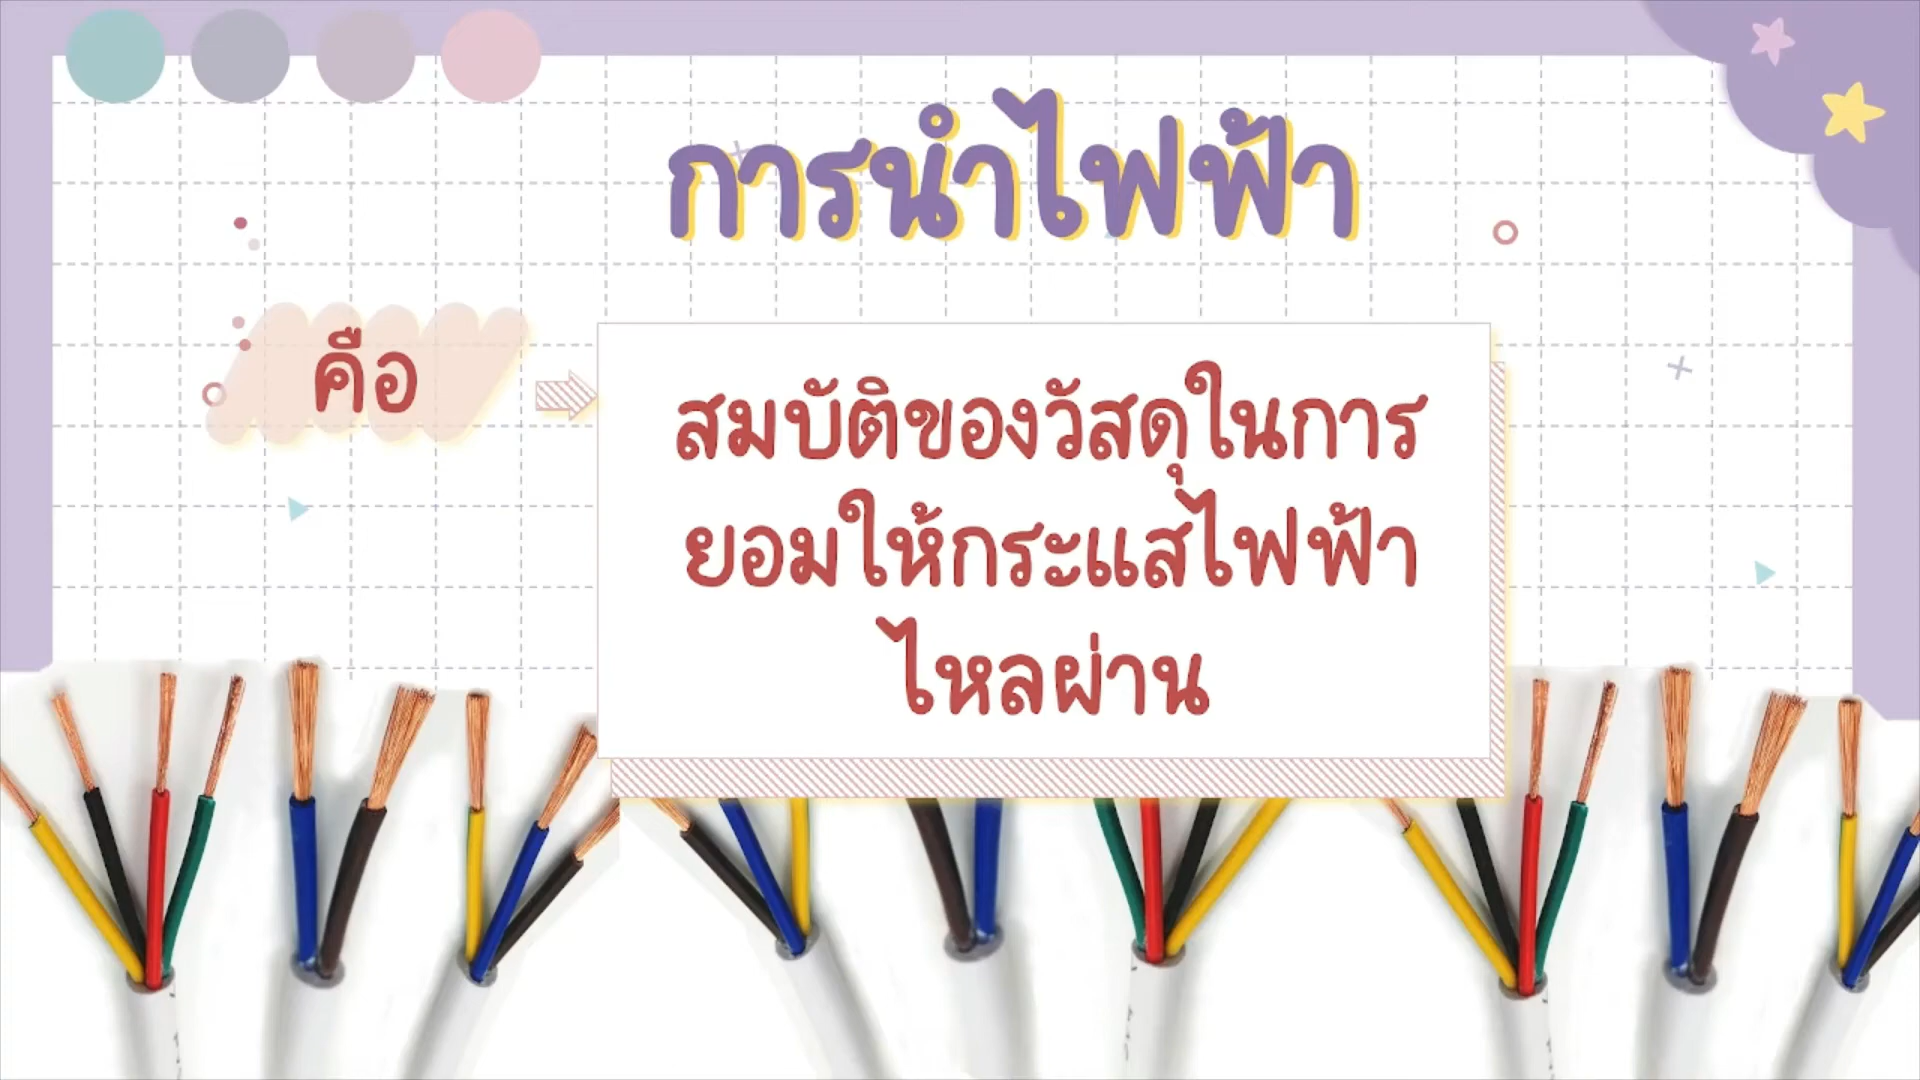 การนำไฟฟ้า
คือ
สมบัติของวัสดุในการ
ยอมให้กระแสไฟฟ้า
ไหลผ่าน